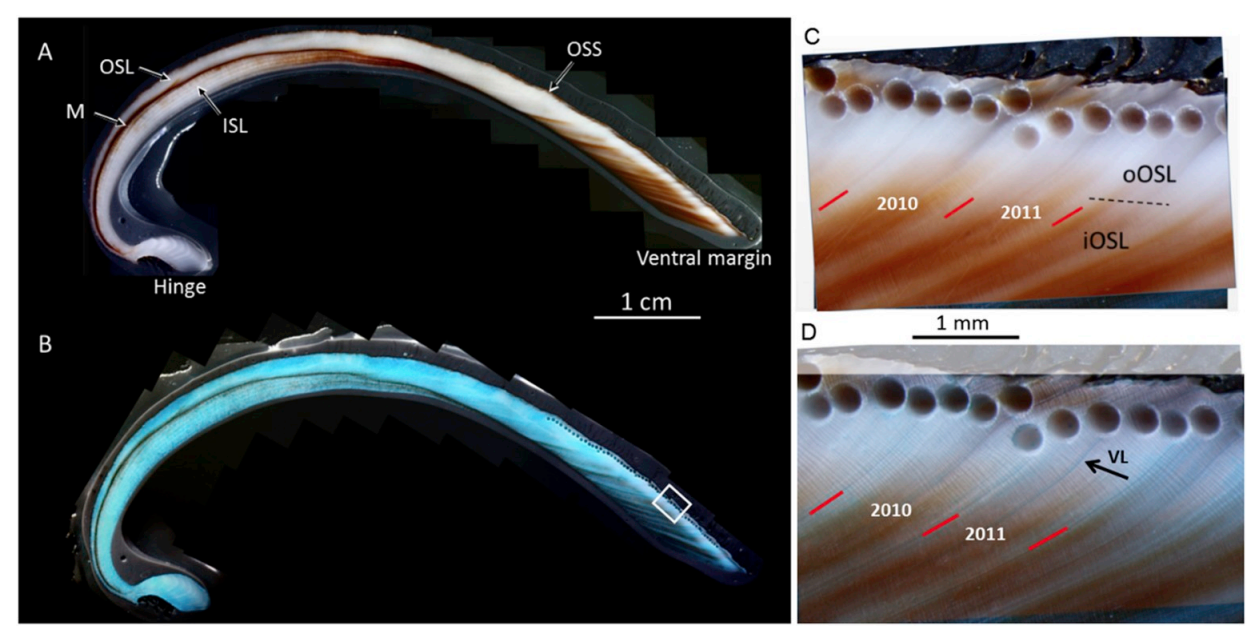 A
OSL
M
ISL
OSS
Hinge
Ventral margin
1 cm
B
C
oOSL
2010
2011
iOSL
1 mm
D
VL
2010
2011